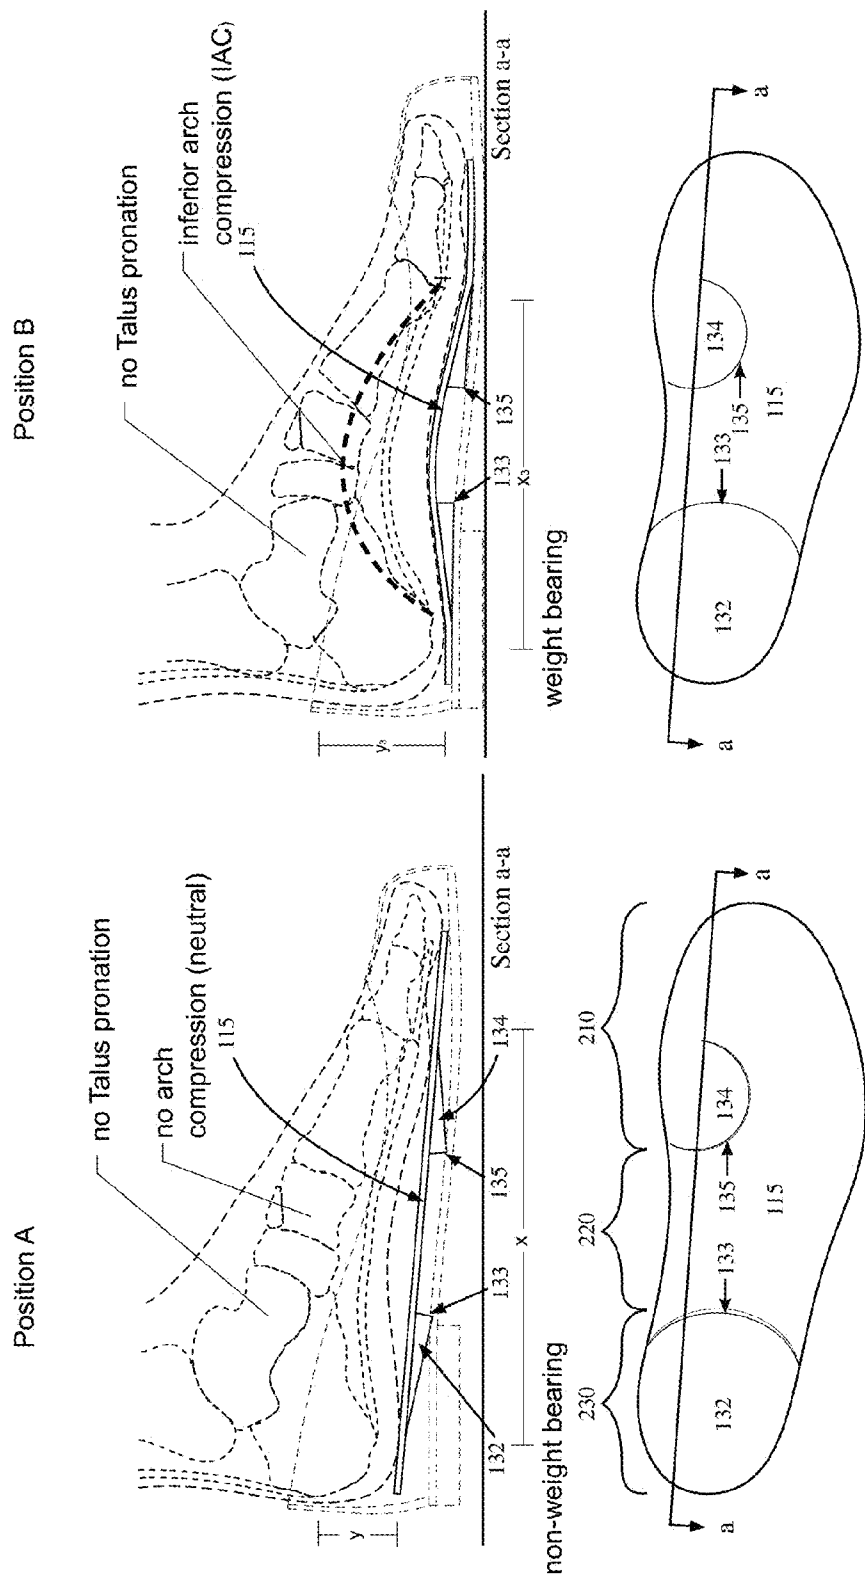 Position A
no Talus pronation
no arch
compression (neutral)
115
y
Section a-a
134
135
x
133
132
non-weight bearing
210
220
230
a
a
134
135
115
133
132
Position B
no Talus pronation
inferior arch
compression (IAC)
115
y₃
Section a-a
135
133
x₃
weight bearing
a
a
134
135
115
133
132